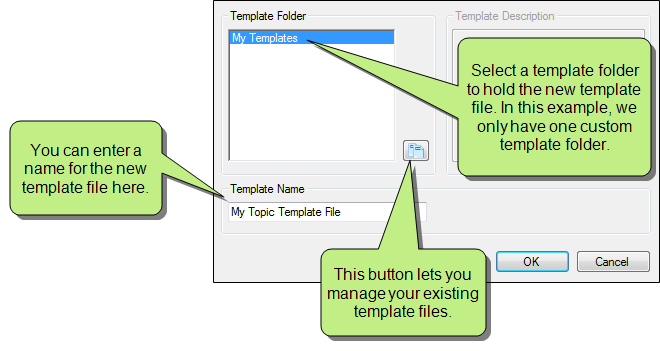 Template Folder
Template Description
My Templates
Select a template folder
to hold the new template
file. In this example, we
only have one custom
template folder.
You can enter a
name for the new
template file here.
Template Name
My Topic Template File
OK
Cancel
This button lets you
manage your existing
template files.